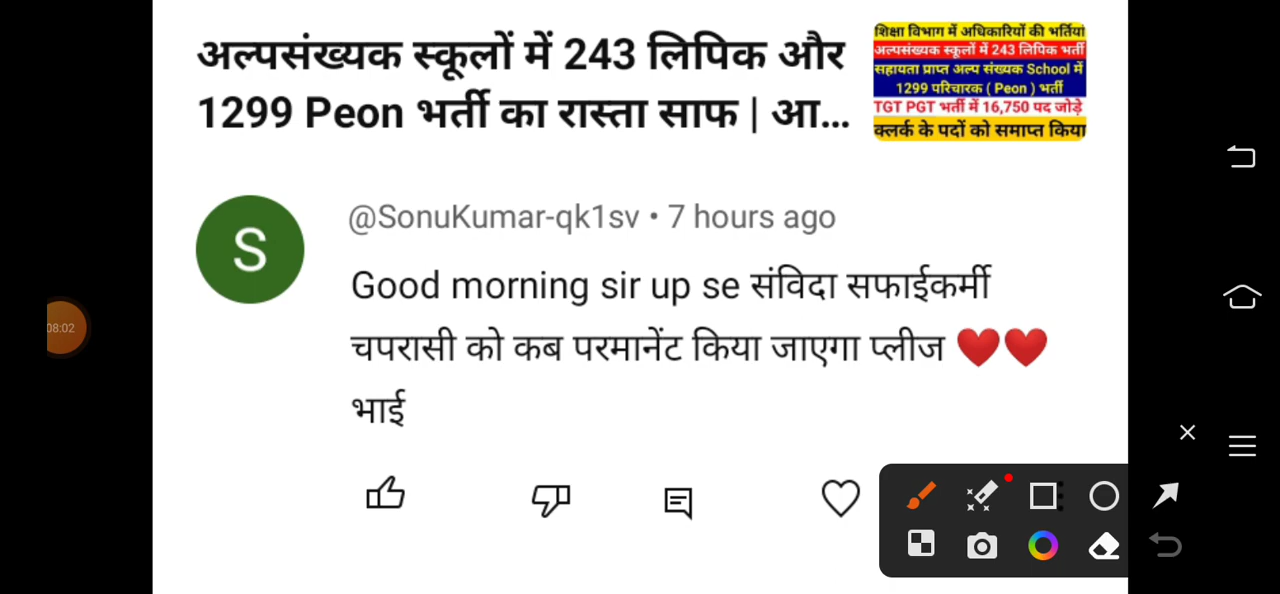 अल्पसंख्यक स्कूलों में 243 लिपिक और
1299 Peon भर्ती का रास्ता साफ | आ...
शिक्षा विभाग में अधिकारियों की भर्तियां
अल्पसंख्यक स्कूलों में 243 लिपिक भर्ती
सहायता प्राप्त अल्प संख्यक School में
1299 परिचारक ( Peon ) भर्ती
TGT PGT भर्ती में 16,750 पद जोड़े
क्लर्क के पदों को समाप्त किया
S
@SonuKumar-qk1sv • 7 hours ago
Good morning sir up se संविदा सफाईकर्मी
चपरासी को कब परमानेंट किया जाएगा प्लीज ❤️❤️
भाई
08:02